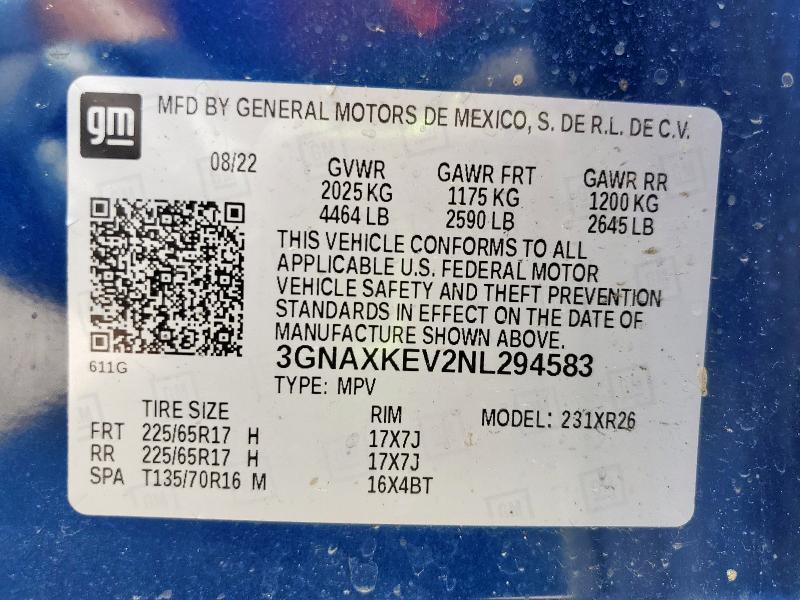 gm
MFD BY GENERAL MOTORS DE MEXICO, S. DE R.L. DE C.V.
08/22 GVWR GAWR FRT GAWR RR
2025 KG 1175 KG 1200 KG
4464 LB 2590 LB 2645 LB
THIS VEHICLE CONFORMS TO ALL
APPLICABLE U.S. FEDERAL MOTOR
VEHICLE SAFETY AND THEFT PREVENTION
STANDARDS IN EFFECT ON THE DATE OF
MANUFACTURE SHOWN ABOVE.
611G
3GNAXKEV2NL294583
TYPE: MPV
TIRE SIZE RIM MODEL: 231XR26
FRT 225/65R17 H 17X7J
RR 225/65R17 H 17X7J
SPA T135/70R16 M 16X4BT